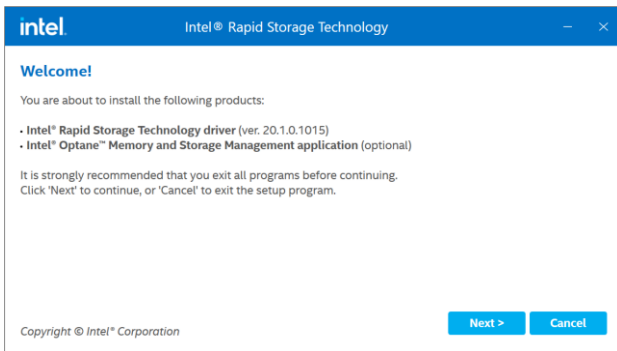 intel.
Intel® Rapid Storage Technology
Welcome!
You are about to install the following products:
• Intel® Rapid Storage Technology driver (ver. 20.1.0.1015)
• Intel® Optane™ Memory and Storage Management application (optional)
It is strongly recommended that you exit all programs before continuing.
Click 'Next' to continue, or 'Cancel' to exit the setup program.
Next >
Cancel
Copyright © Intel® Corporation